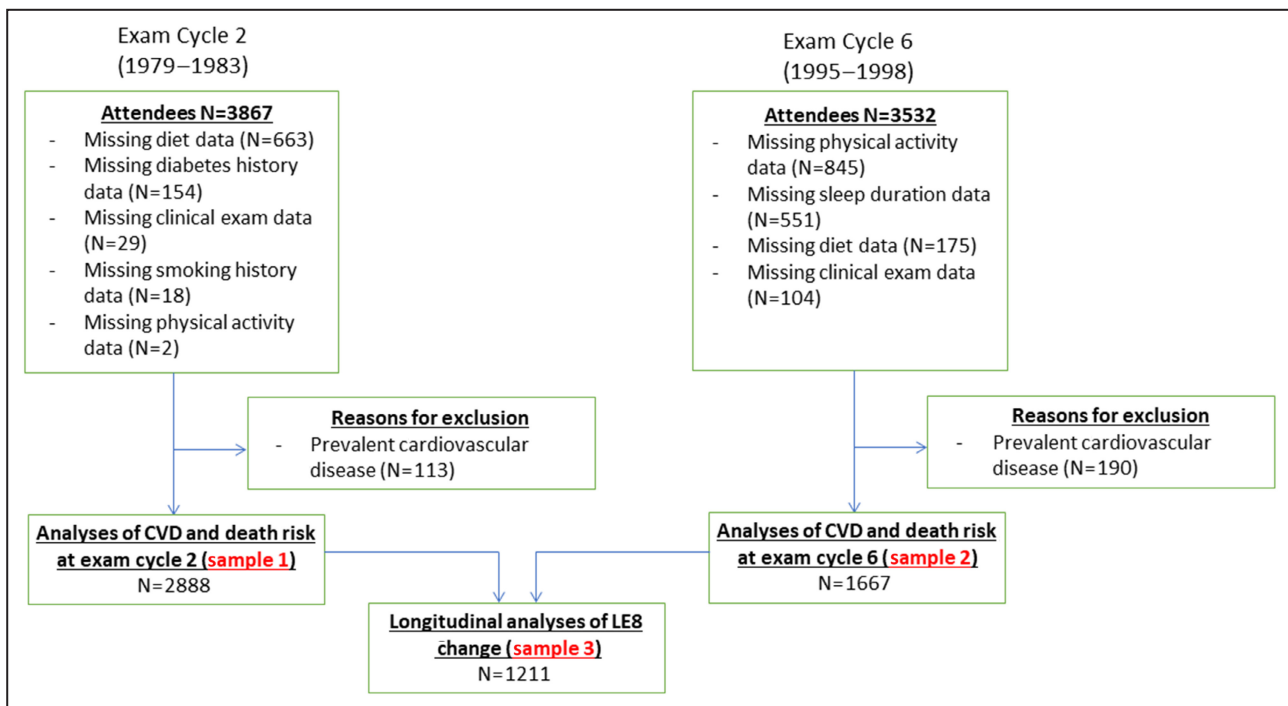 Exam Cycle 2
(1979–1983)
Attendees N=3867
- Missing diet data (N=663)
- Missing diabetes history
data (N=154)
- Missing clinical exam data
(N=29)
- Missing smoking history
data (N=18)
- Missing physical activity
data (N=2)
Reasons for exclusion
- Prevalent cardiovascular
disease (N=113)
Analyses of CVD and death risk
at exam cycle 2 (sample 1)
N=2888
Exam Cycle 6
(1995–1998)
Attendees N=3532
- Missing physical activity
data (N=845)
- Missing sleep duration data
(N=551)
- Missing diet data (N=175)
- Missing clinical exam data
(N=104)
Reasons for exclusion
- Prevalent cardiovascular
disease (N=190)
Analyses of CVD and death risk
at exam cycle 6 (sample 2)
N=1667
Longitudinal analyses of LE8
change (sample 3)
N=1211